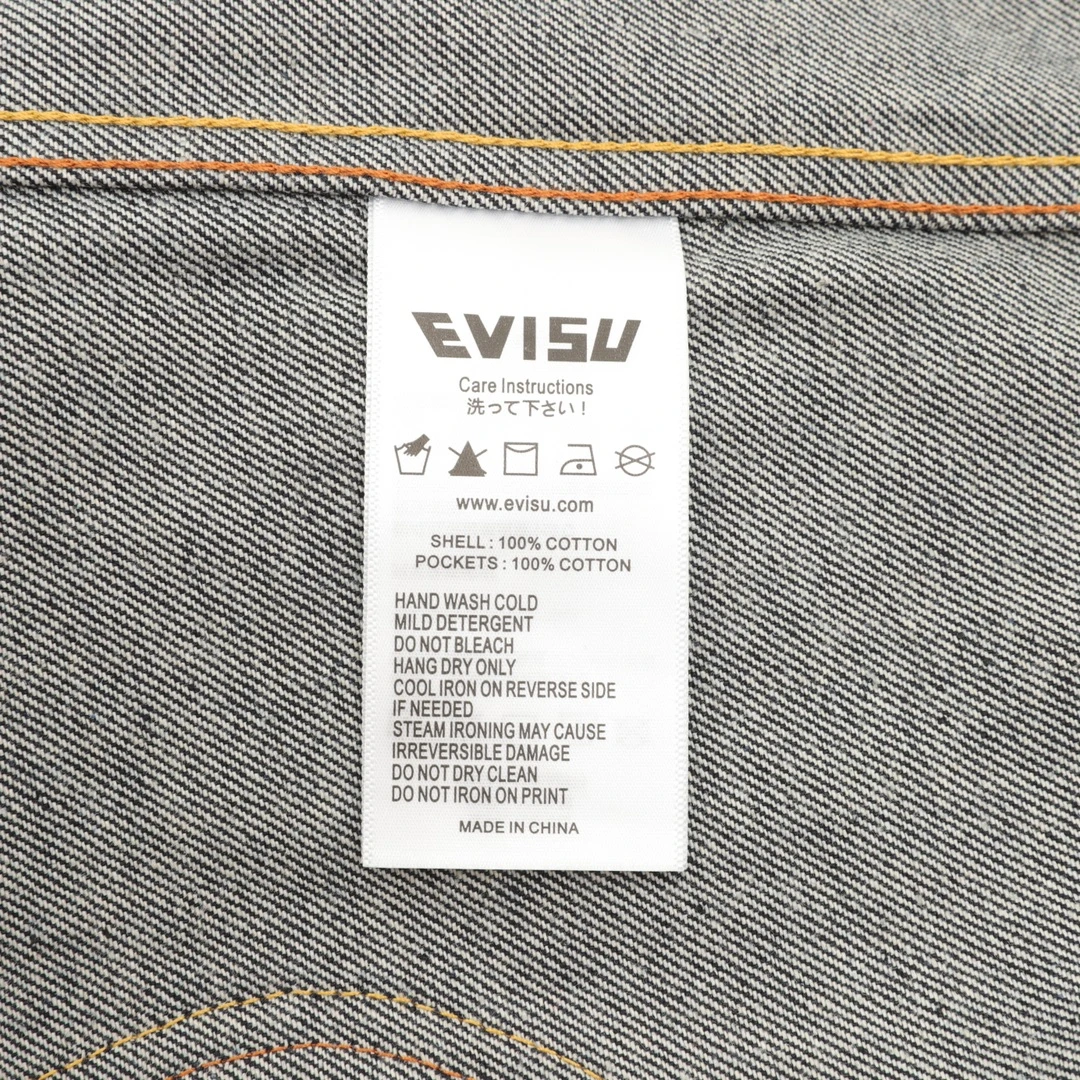 EVISU
Care Instructions
洗って下さい！
www.evisu.com
SHELL : 100% COTTON
POCKETS : 100% COTTON
HAND WASH COLD
MILD DETERGENT
DO NOT BLEACH
HANG DRY ONLY
COOL IRON ON REVERSE SIDE
IF NEEDED
STEAM IRONING MAY CAUSE
IRREVERSIBLE DAMAGE
DO NOT DRY CLEAN
DO NOT IRON ON PRINT
MADE IN CHINA